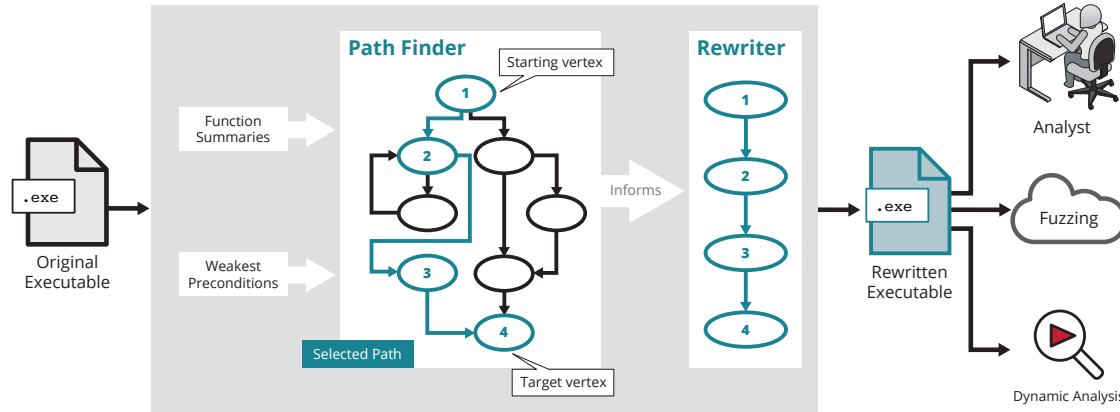 .exe
Original
Executable
Function
Summaries
Weakest
Preconditions
Path Finder
Starting vertex
1
2
3
4
Selected Path
Target vertex
Informs
Rewriter
1
2
3
4
.exe
Rewritten
Executable
Analyst
Fuzzing
Dynamic Analysis